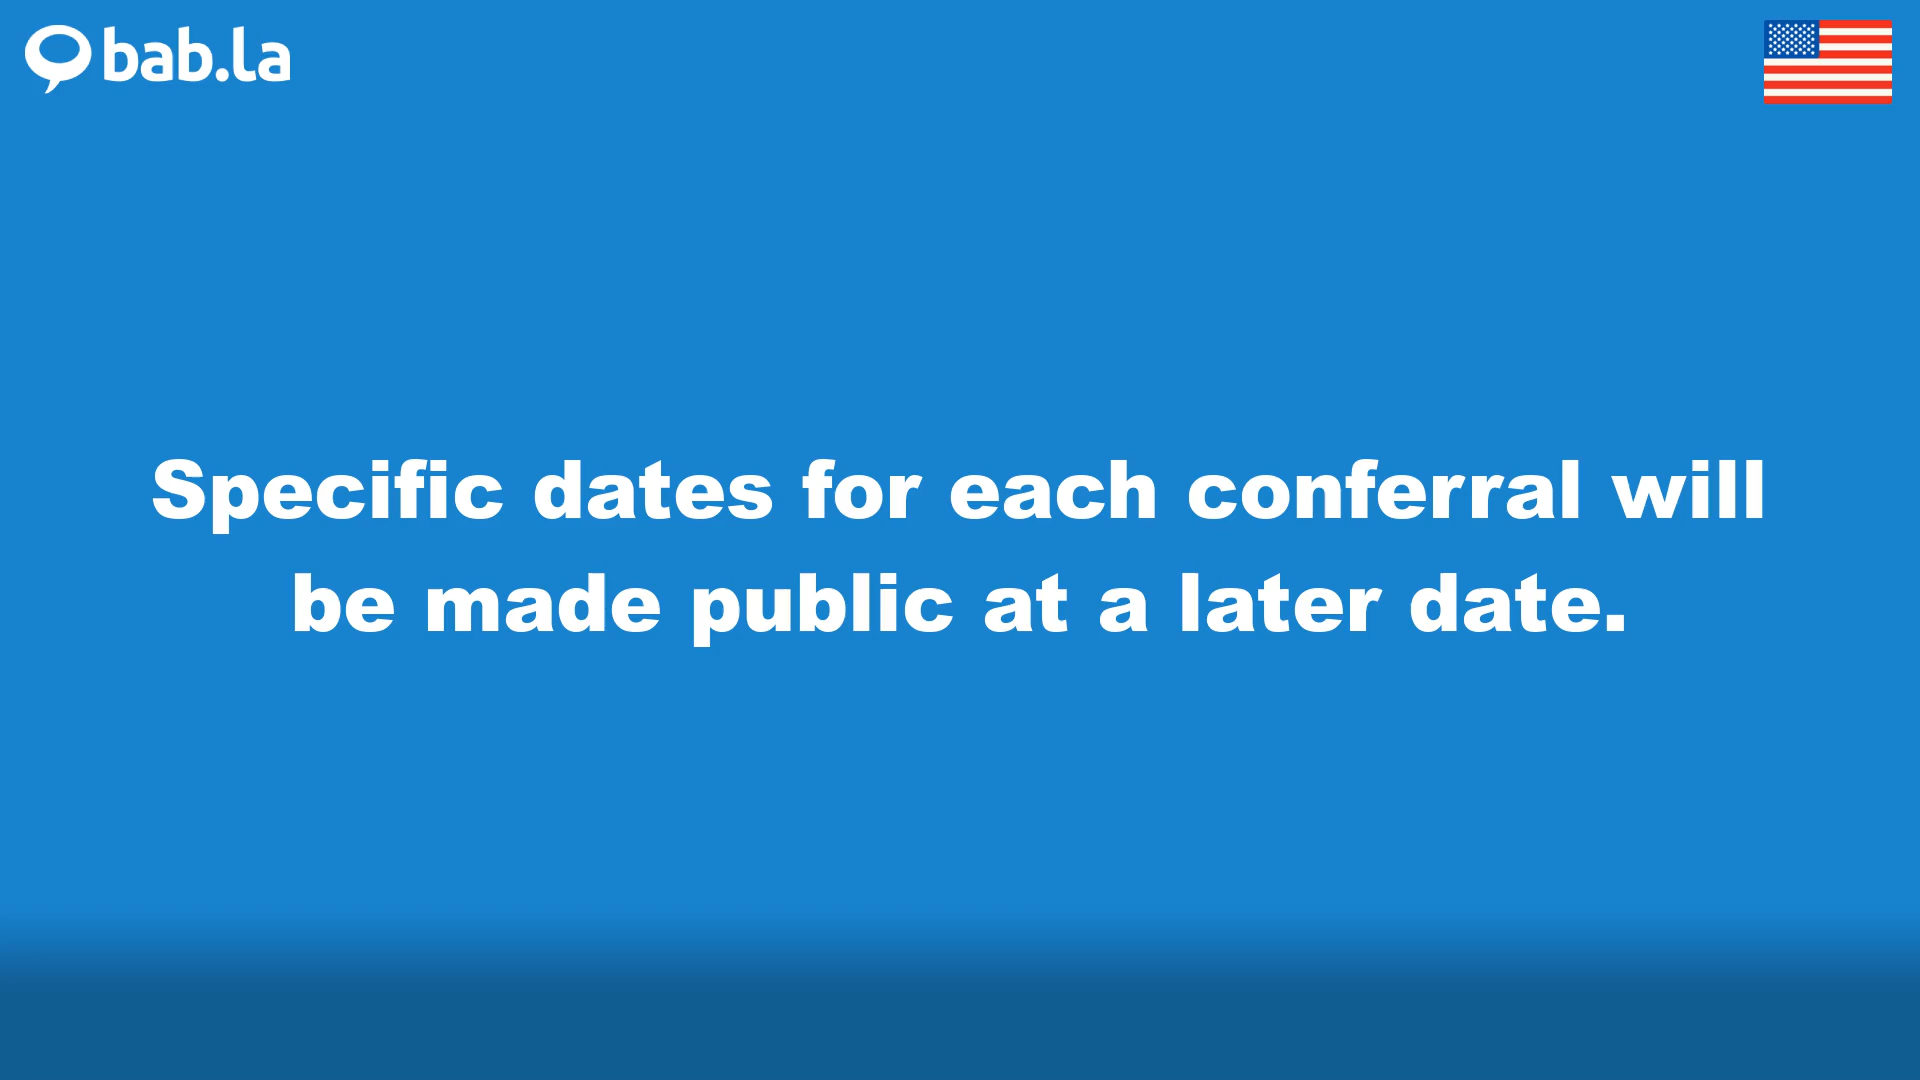 bab.la
Specific dates for each conferral will
be made public at a later date.